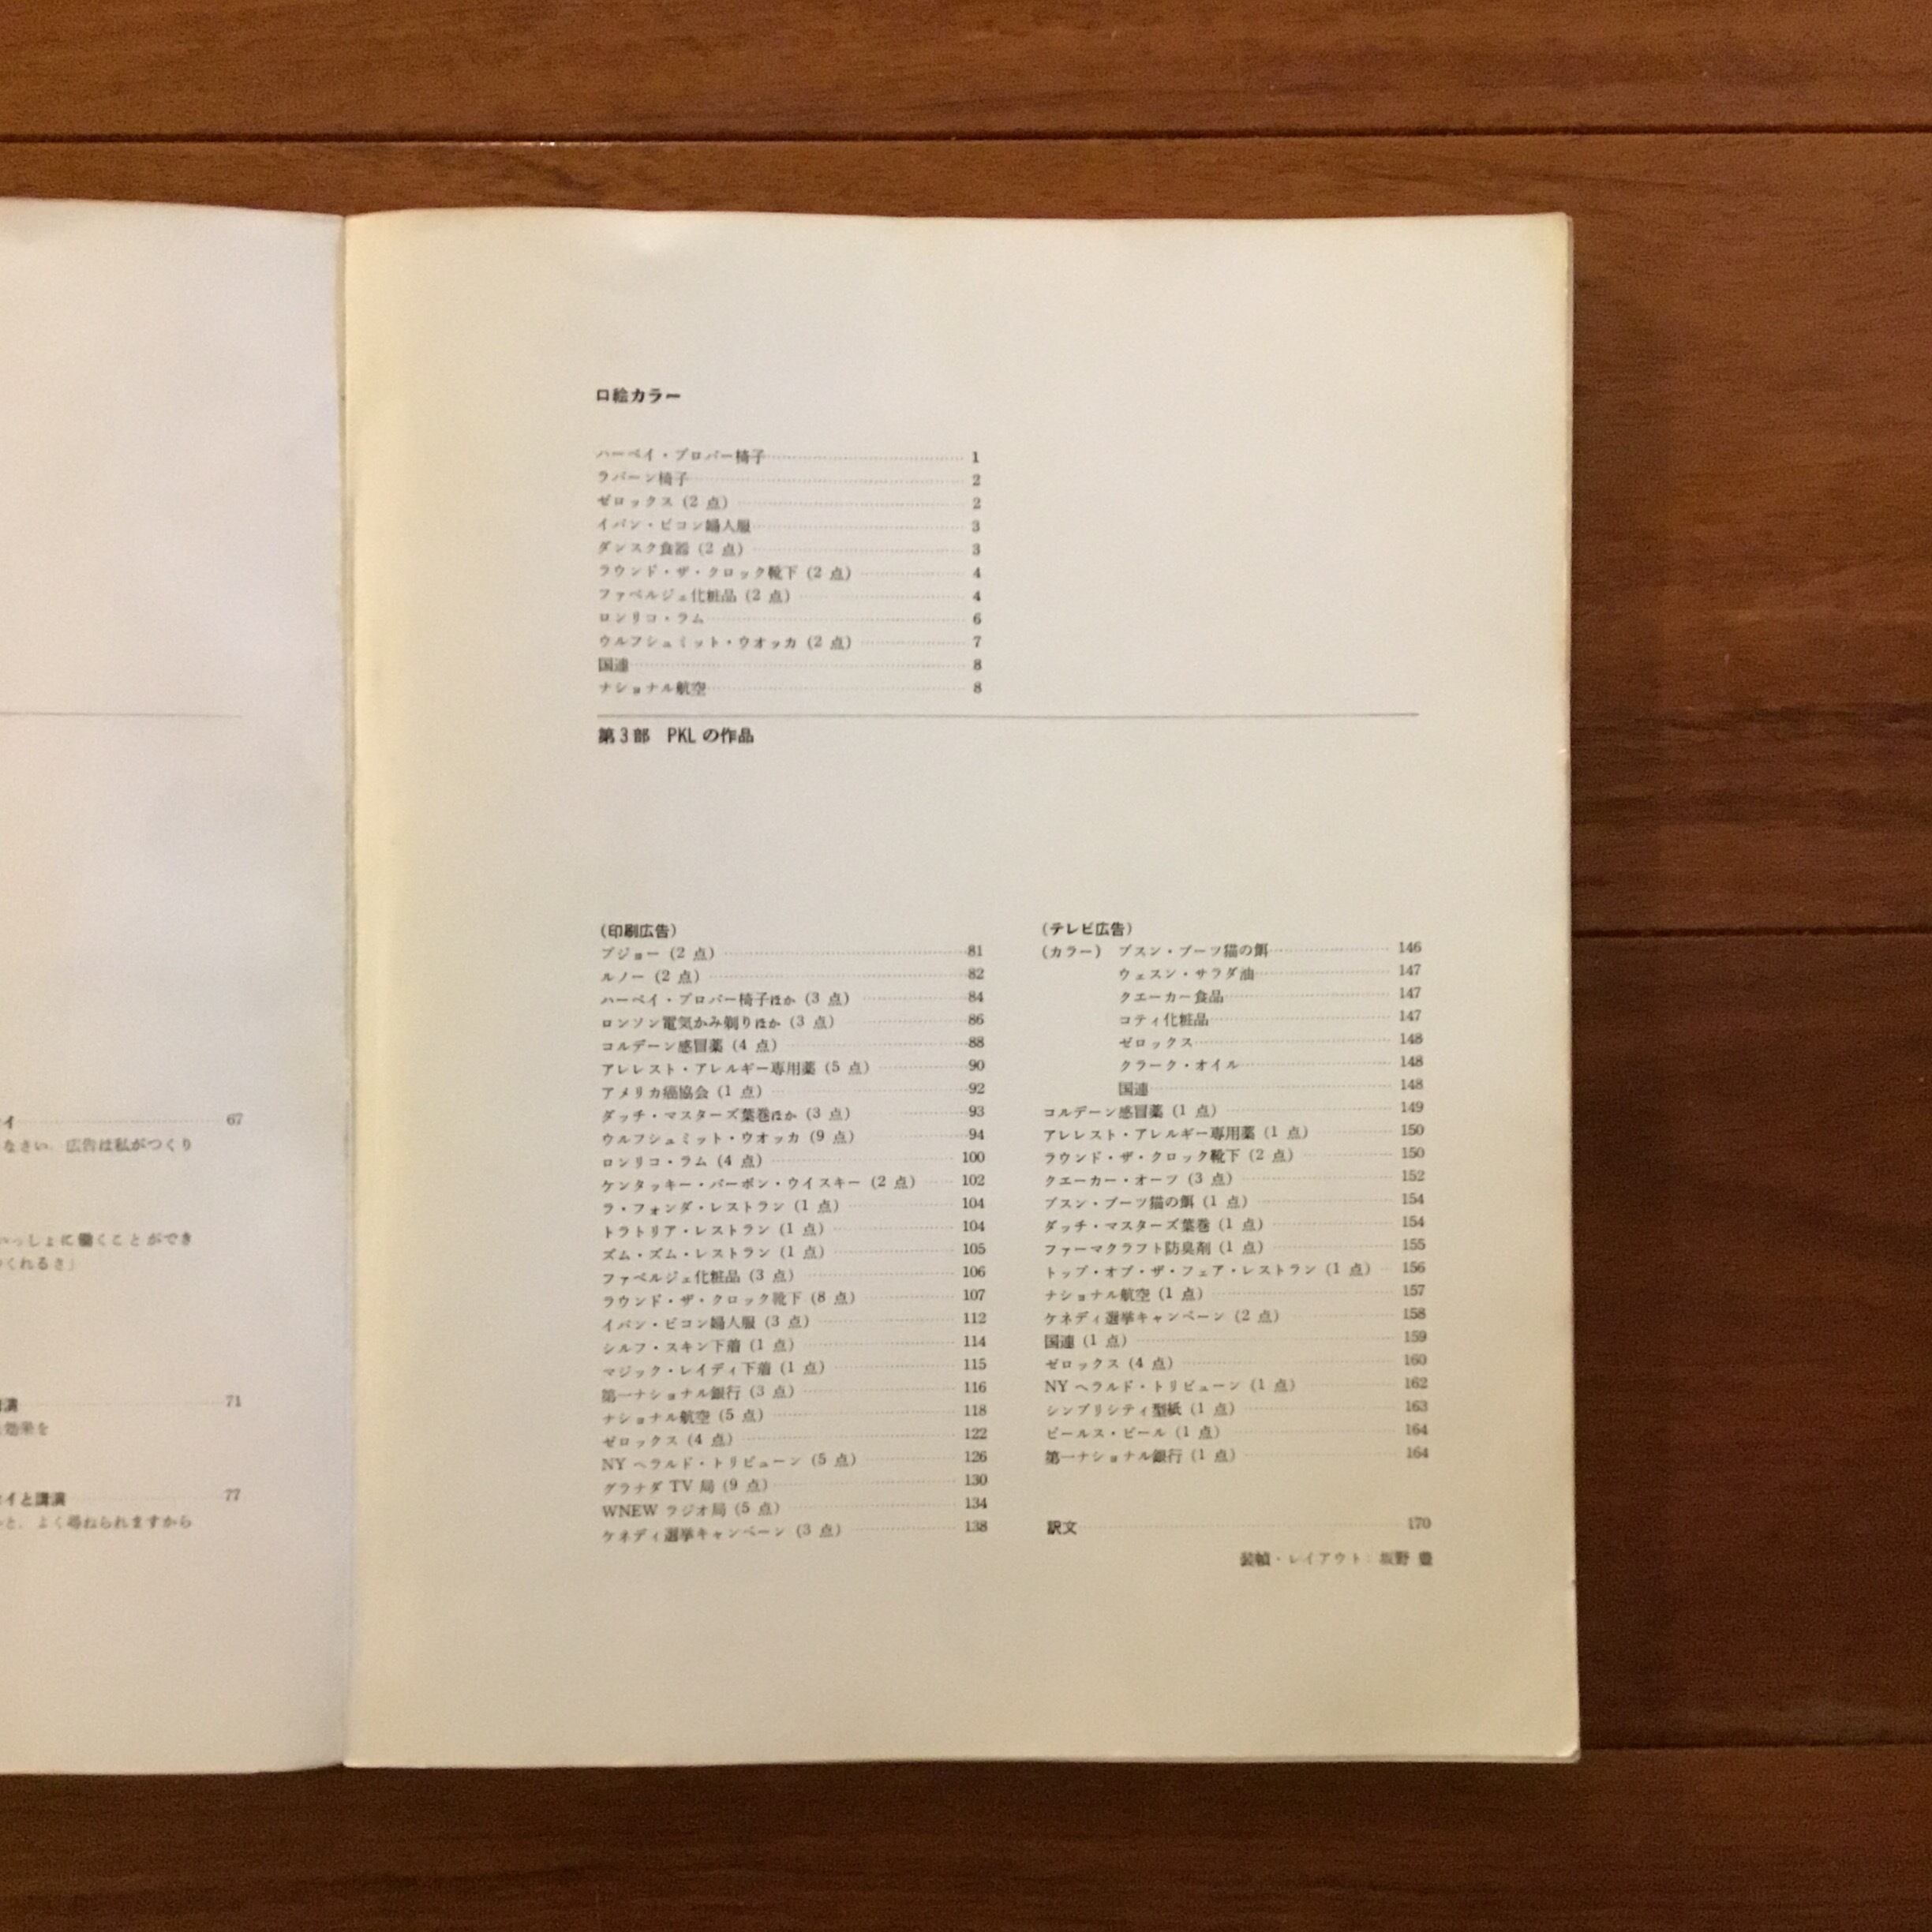 イ 67
なさい. 広告は私がつくり
いっしょに働くことができ
くれるさ」
講演 71
効果を
イと講演 77
と, よく尋ねられますから
口絵カラー
ハーベイ・プロバー椅子 1
ラバーン椅子 2
ゼロックス (2 点) 2
イバン・ピコン婦人服 3
ダンスク食器 (2 点) 3
ラウンド・ザ・クロック靴下 (2 点) 4
ファベルジェ化粧品 (2 点) 4
ロンリコ・ラム 6
ウルフシュミット・ウオッカ (2 点) 7
国連 8
ナショナル航空 8
第3部 PKLの作品
(印刷広告)
プジョー (2 点) 81
ルノー (2 点) 82
ハーベイ・プロバー椅子ほか (3 点) 84
ロンソン電気かみ剃りほか (3 点) 86
コルデーン感冒薬 (4 点) 88
アレレスト・アレルギー専用薬 (5 点) 90
アメリカ癌協会 (1 点) 92
ダッチ・マスターズ葉巻ほか (3 点) 93
ウルフシュミット・ウオッカ (9 点) 94
ロンリコ・ラム (4 点) 100
ケンタッキー・バーボン・ウイスキー (2 点) 102
ラ・フォンダ・レストラン (1 点) 104
トラトリア・レストラン (1 点) 104
ズム・ズム・レストラン (1 点) 105
ファベルジェ化粧品 (3 点) 106
ラウンド・ザ・クロック靴下 (8 点) 107
イバン・ピコン婦人服 (3 点) 112
シルフ・スキン下着 (1 点) 114
マジック・レイディ下着 (1 点) 115
第一ナショナル銀行 (3 点) 116
ナショナル航空 (5 点) 118
ゼロックス (4 点) 122
NY ヘラルド・トリビューン (5 点) 126
グラナダ TV 局 (9 点) 130
WNEW ラジオ局 (5 点) 134
ケネディ選挙キャンペーン (3 点) 138
(テレビ広告)
(カラー) プスン・ブーツ猫の餌 146
ウェスン・サラダ油 147
クエーカー食品 147
コティ化粧品 147
ゼロックス 148
クラーク・オイル 148
国連 148
コルデーン感冒薬 (1 点) 149
アレレスト・アレルギー専用薬 (1 点) 150
ラウンド・ザ・クロック靴下 (2 点) 150
クエーカー・オーツ (3 点) 152
プスン・ブーツ猫の餌 (1 点) 154
ダッチ・マスターズ葉巻 (1 点) 154
ファーマクラフト防臭剤 (1 点) 155
トップ・オブ・ザ・フェア・レストラン (1 点) 156
ナショナル航空 (1 点) 157
ケネディ選挙キャンペーン (2 点) 158
国連 (1 点) 159
ゼロックス (4 点) 160
NY ヘラルド・トリビューン (1 点) 162
シンプリシティ型紙 (1 点) 163
ピールス・ビール (1 点) 164
第一ナショナル銀行 (1 点) 164
訳文 170
装幀・レイアウト: 坂野 豊